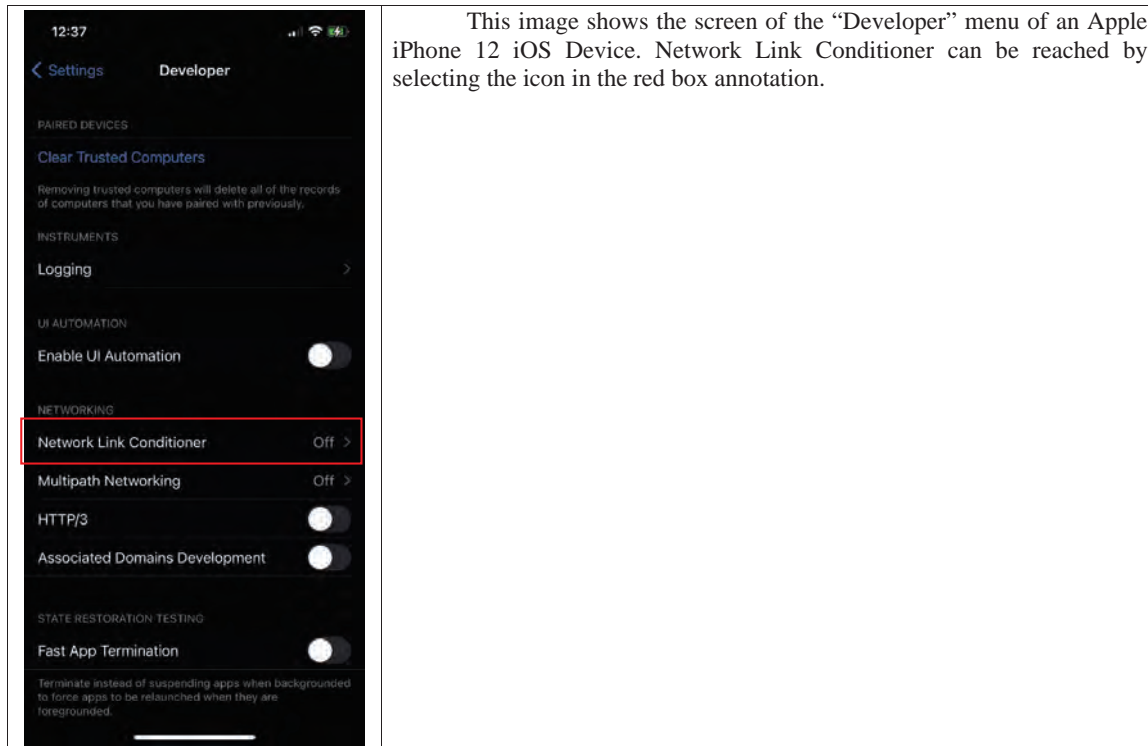 12:37
Settings
Developer
PAIRED DEVICES
Clear Trusted Computers
Removing trusted computers will delete all of the records
of computers that you have paired with previously.
INSTRUMENTS
Logging
UI AUTOMATION
Enable UI Automation
NETWORKING
Network Link Conditioner Off
Multipath Networking Off
HTTP/3
Associated Domains Development
STATE RESTORATION TESTING
Fast App Termination
Terminate instead of suspending apps when backgrounded
to force apps to be relaunched when they are
foregrounded.
This image shows the screen of the “Developer” menu of an Apple
iPhone 12 iOS Device. Network Link Conditioner can be reached by
selecting the icon in the red box annotation.